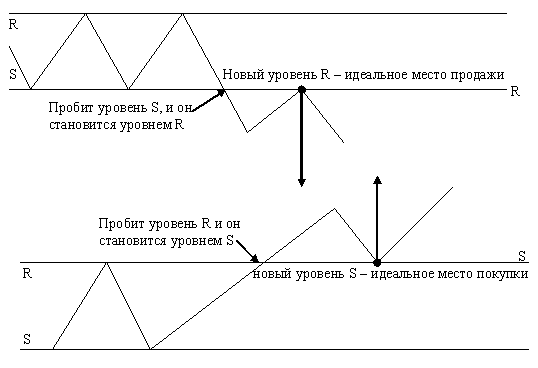 R
S
Новый уровень R – идеальное место продажи
R
Пробит уровень S, и он
становится уровнем R
Пробит уровень R и он
становится уровнем S
S
R
новый уровень S – идеальное место покупки
S